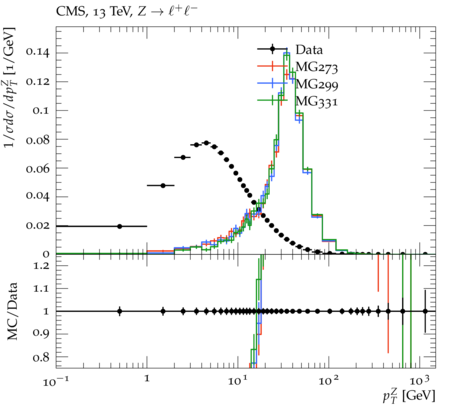 CMS, 13 TeV, Z → ℓ⁺ℓ⁻
1/σdσ/dp_T^Z [1/GeV]
0.14
0.12
0.1
0.08
0.06
0.04
0.02
0
Data
MG273
MG299
MG331
MC/Data
1.2
1.1
1
0.9
0.8
10⁻¹
1
10¹
10²
10³
p_T^Z [GeV]